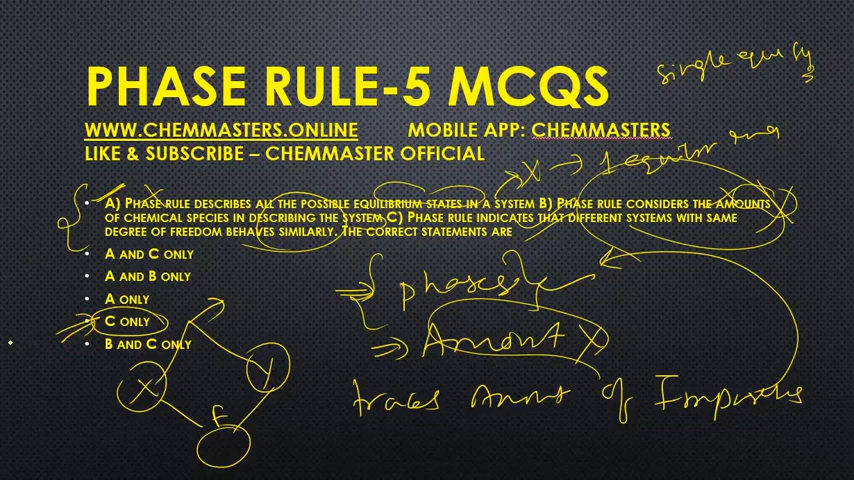 single equ
PHASE RULE-5 MCQS
WWW.CHEMMASTERS.ONLINE MOBILE APP: CHEMMASTERS
LIKE & SUBSCRIBE – CHEMMASTER OFFICIAL
X → 1
• A) PHASE RULE DESCRIBES ALL THE POSSIBLE EQUILIBRIUM STATES IN A SYSTEM B) PHASE RULE CONSIDERS THE AMOUNTS
OF CHEMICAL SPECIES IN DESCRIBING THE SYSTEM C) PHASE RULE INDICATES THAT DIFFERENT SYSTEMS WITH SAME
DEGREE OF FREEDOM BEHAVES SIMILARLY. THE CORRECT STATEMENTS ARE
• A AND C ONLY
• A AND B ONLY
• A ONLY
• C ONLY
• B AND C ONLY
⇒ phases
⇒ Amount X
traces Amont of Impurities
X Y
F